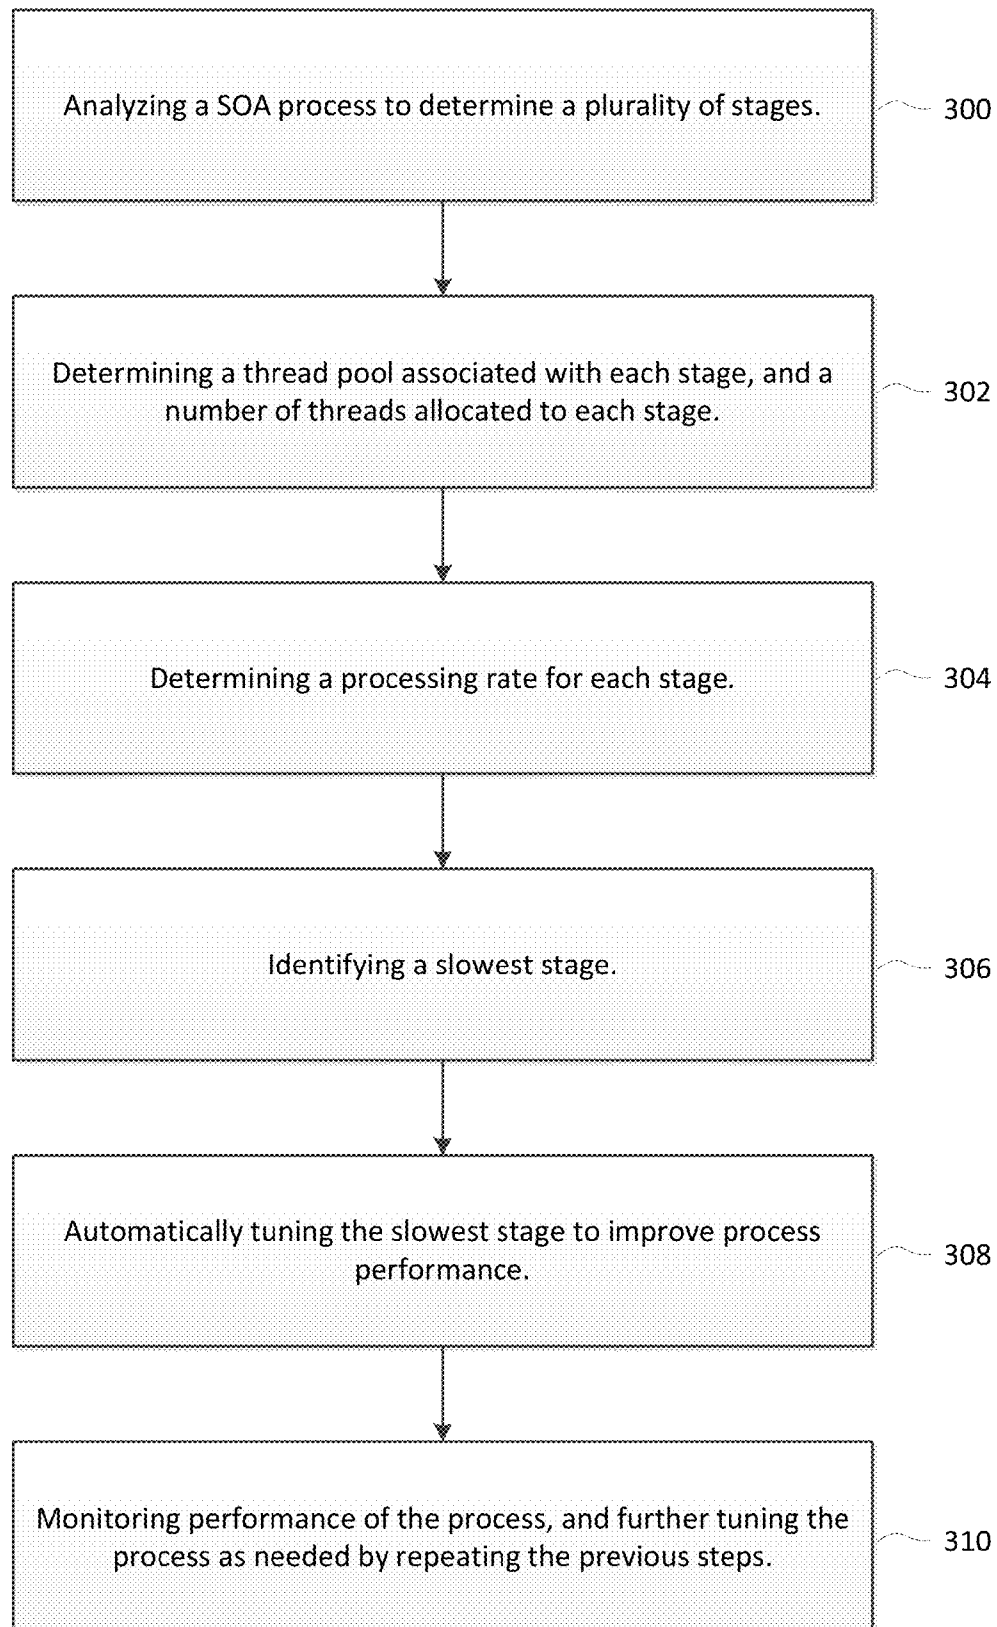 Analyzing a SOA process to determine a plurality of stages.
300
Determining a thread pool associated with each stage, and a
number of threads allocated to each stage.
302
Determining a processing rate for each stage.
304
Identifying a slowest stage.
306
Automatically tuning the slowest stage to improve process
performance.
308
Monitoring performance of the process, and further tuning the
process as needed by repeating the previous steps.
310